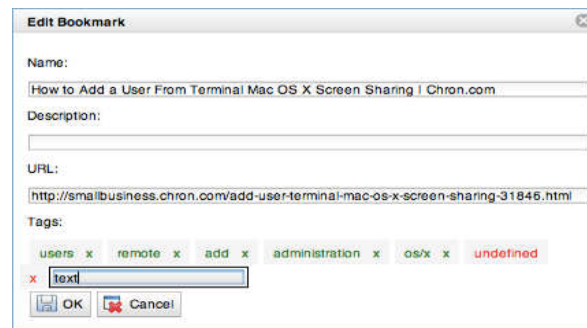 Edit Bookmark
Name:
How to Add a User From Terminal Mac OS X Screen Sharing | Chron.com
Description:
URL:
http://smallbusiness.chron.com/add-user-terminal-mac-os-x-screen-sharing-31846.html
Tags:
users x remote x add x administration x os/x x undefined
x text
OK Cancel